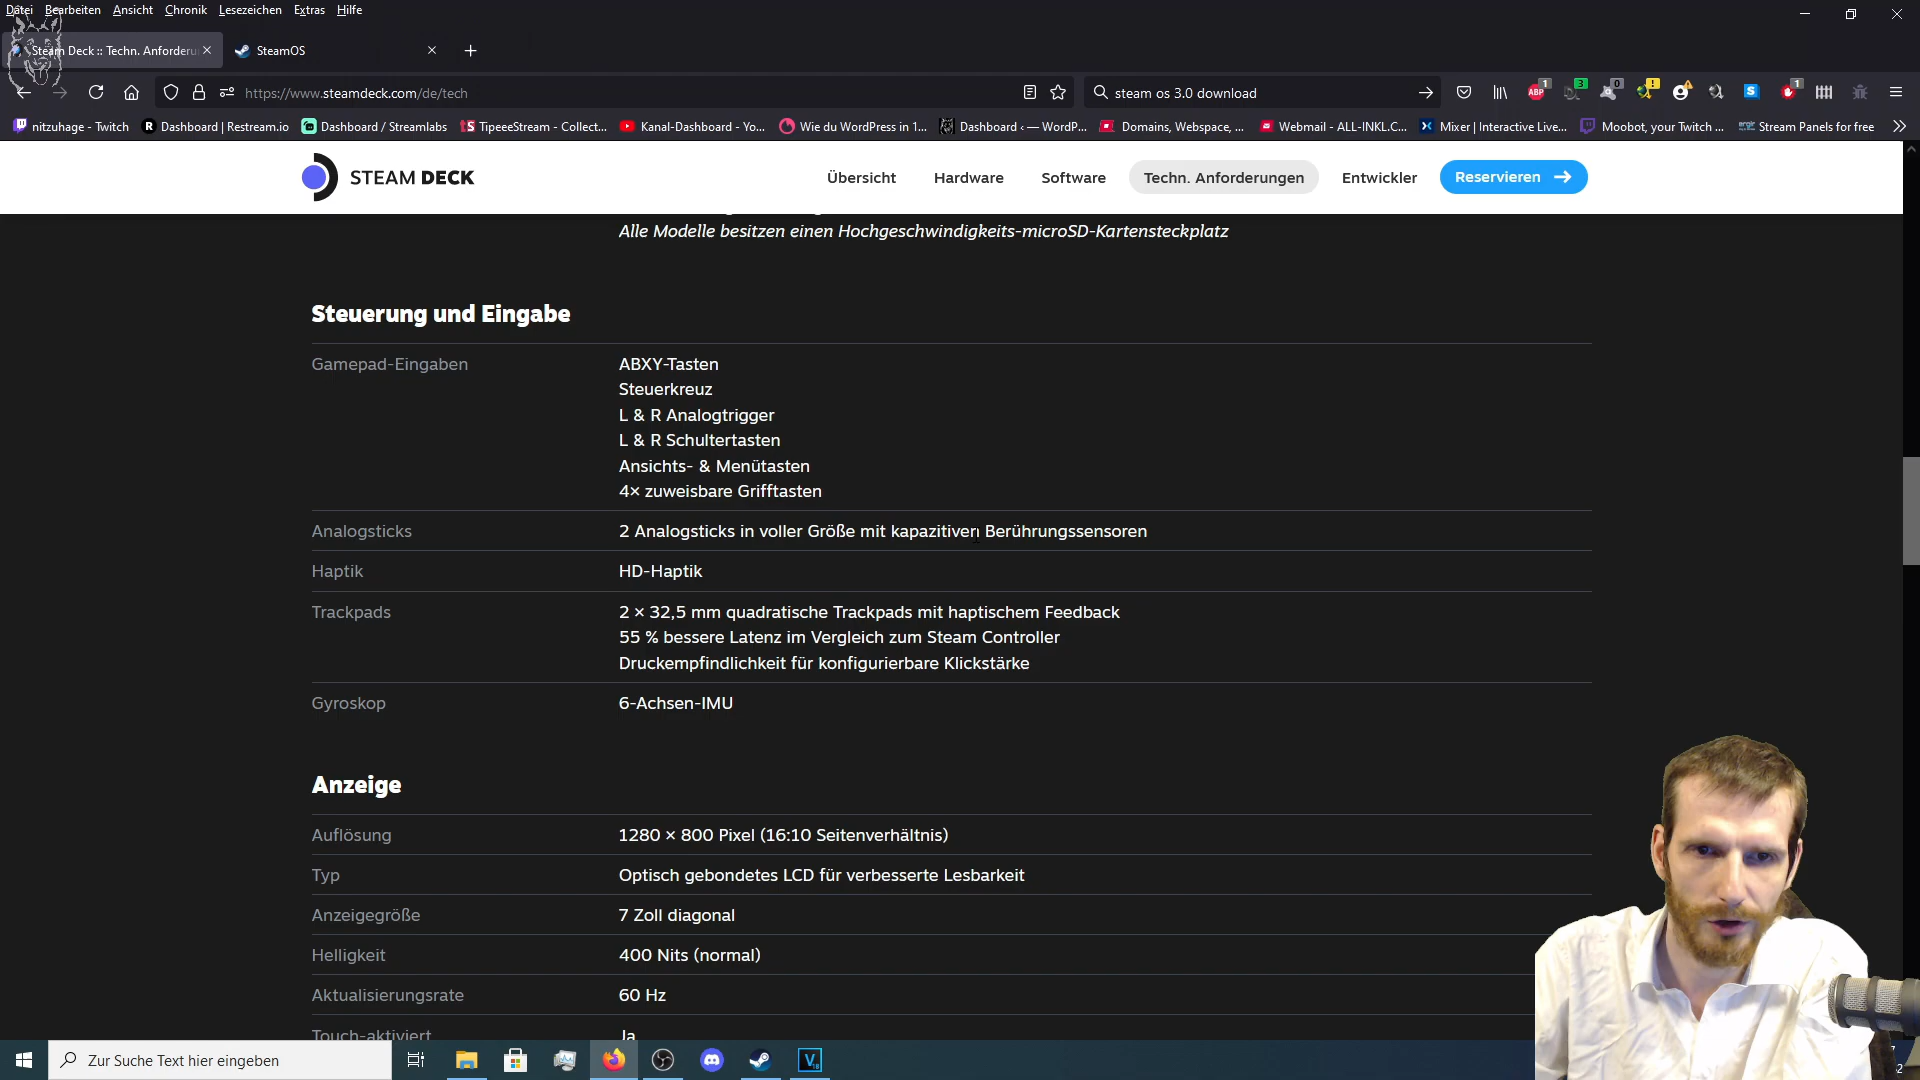 Datei Bearbeiten Ansicht Chronik Lesezeichen Extras Hilfe
Steam Deck :: Techn. Anforderu
SteamOS
https://www.steamdeck.com/de/tech
steam os 3.0 download
nitzuhage - Twitch
Dashboard | Restream.io
Dashboard / Streamlabs
TipeeeStream - Collect...
Kanal-Dashboard - Yo...
Wie du WordPress in 1...
Dashboard ‹ — WordP...
Domains, Webspace, ...
Webmail - ALL-INKL.C...
Mixer | Interactive Live...
Moobot, your Twitch ...
Stream Panels for free
STEAM DECK
Übersicht
Hardware
Software
Techn. Anforderungen
Entwickler
Reservieren
Alle Modelle besitzen einen Hochgeschwindigkeits-microSD-Kartensteckplatz
Steuerung und Eingabe
Gamepad-Eingaben
ABXY-Tasten
Steuerkreuz
L & R Analogtrigger
L & R Schultertasten
Ansichts- & Menütasten
4× zuweisbare Grifftasten
Analogsticks
2 Analogsticks in voller Größe mit kapazitiven Berührungssensoren
Haptik
HD-Haptik
Trackpads
2 × 32,5 mm quadratische Trackpads mit haptischem Feedback
55 % bessere Latenz im Vergleich zum Steam Controller
Druckempfindlichkeit für konfigurierbare Klickstärke
Gyroskop
6-Achsen-IMU
Anzeige
Auflösung
1280 × 800 Pixel (16:10 Seitenverhältnis)
Typ
Optisch gebondetes LCD für verbesserte Lesbarkeit
Anzeigegröße
7 Zoll diagonal
Helligkeit
400 Nits (normal)
Aktualisierungsrate
60 Hz
Touch-aktiviert
Ja
Zur Suche Text hier eingeben